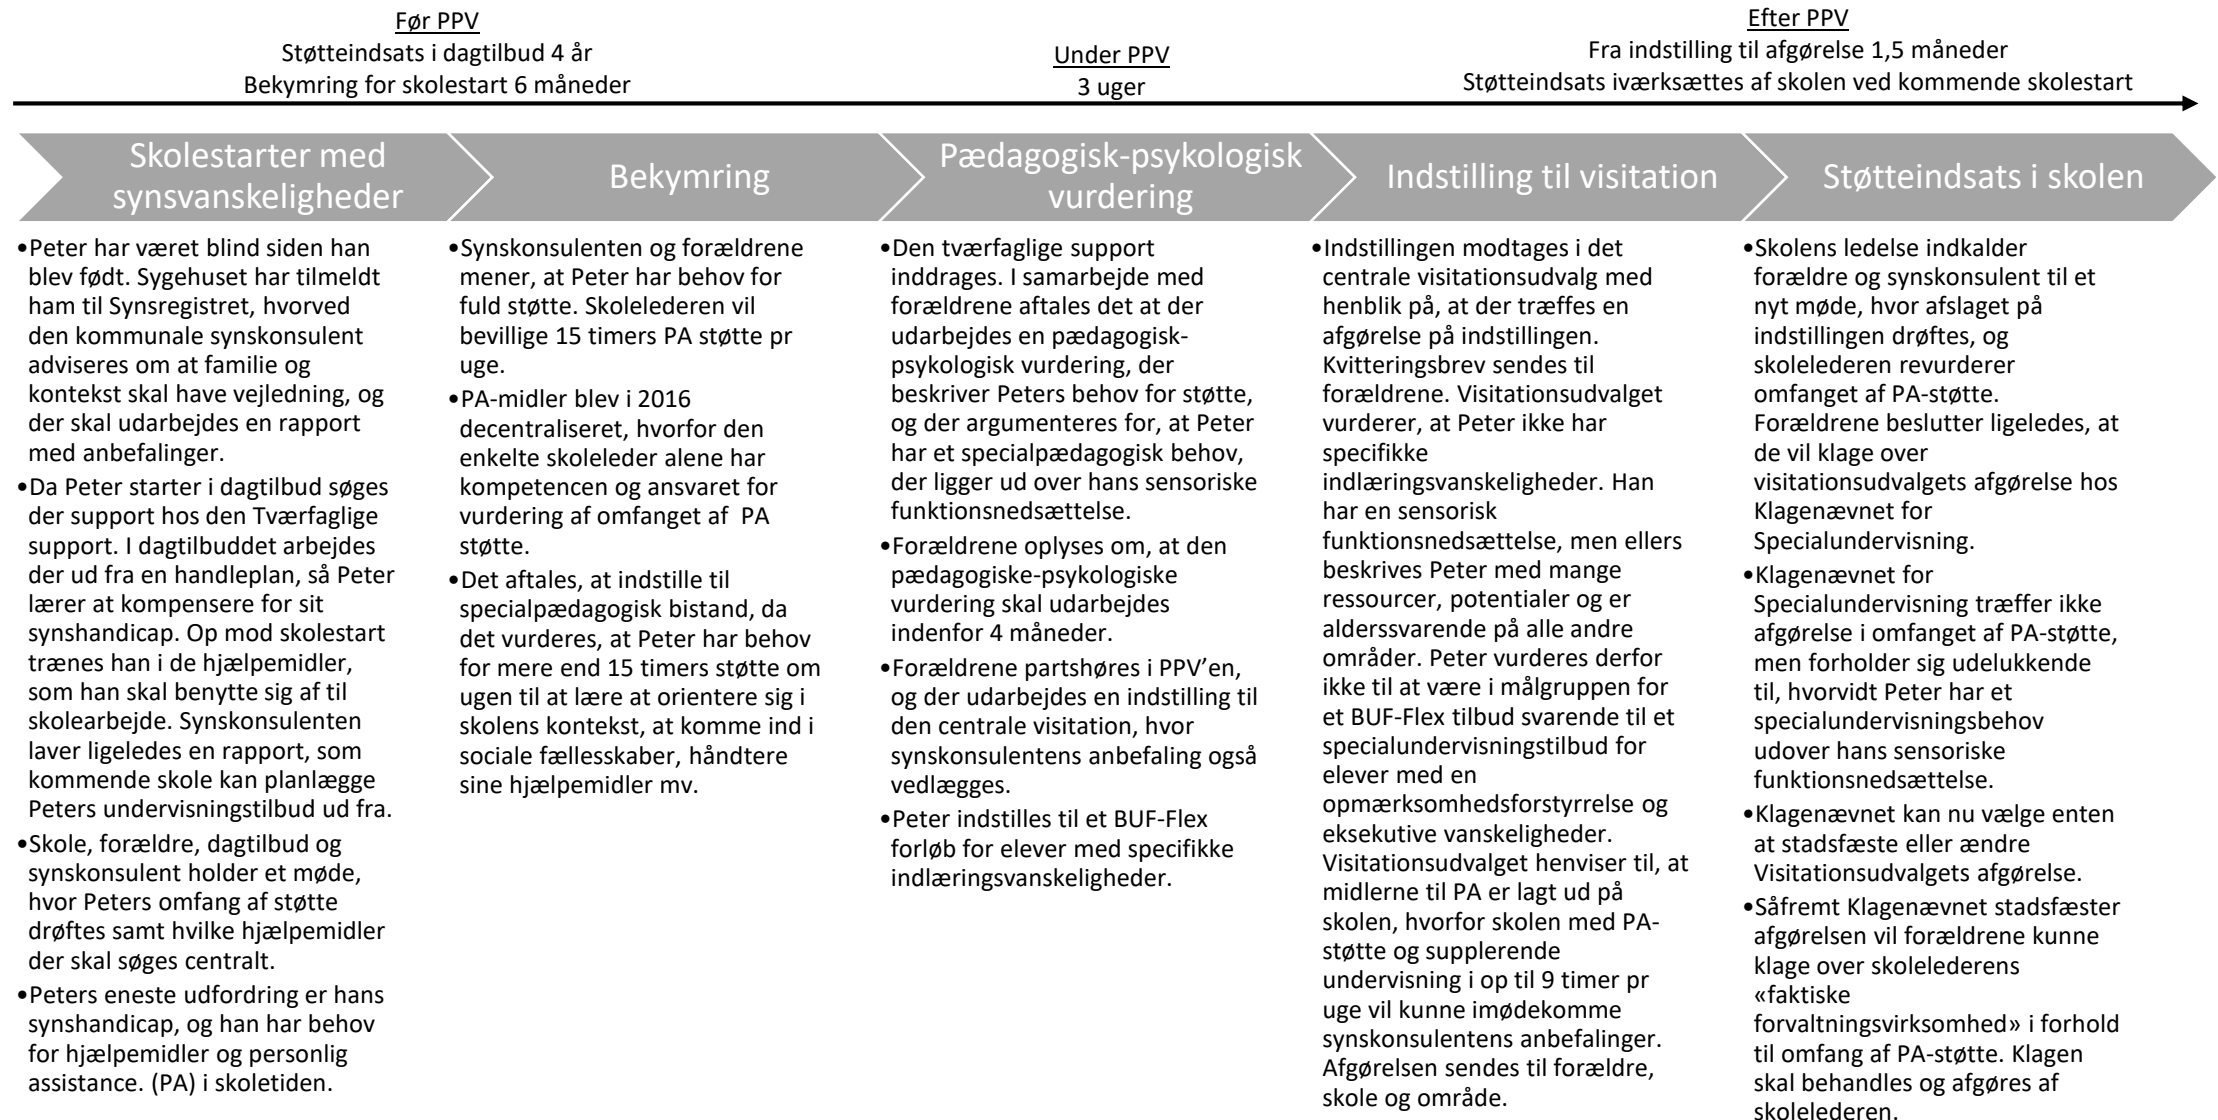 Før PPV
Støtteindsats i dagtilbud 4 år
Bekymring for skolestart 6 måneder
Under PPV
3 uger
Efter PPV
Fra indstilling til afgørelse 1,5 måneder
Støtteindsats iværksættes af skolen ved kommende skolestart
Skolestarter med
synsvanskeligheder
•Peter har været blind siden han
blev født. Sygehuset har tilmeldt
ham til Synsregistret, hvorved
den kommunale synskonsulent
adviseres om at familie og
kontekst skal have vejledning, og
der skal udarbejdes en rapport
med anbefalinger.
•Da Peter starter i dagtilbud søges
der support hos den Tværfaglige
support. I dagtilbuddet arbejdes
der ud fra en handleplan, så Peter
lærer at kompensere for sit
synshandicap. Op mod skolestart
trænes han i de hjælpemidler,
som han skal benytte sig af til
skolearbejde. Synskonsulenten
laver ligeledes en rapport, som
kommende skole kan planlægge
Peters undervisningstilbud ud fra.
•Skole, forældre, dagtilbud og
synskonsulent holder et møde,
hvor Peters omfang af støtte
drøftes samt hvilke hjælpemidler
der skal søges centralt.
•Peters eneste udfordring er hans
synshandicap, og han har behov
for hjælpemidler og personlig
assistance. (PA) i skoletiden.
Bekymring
•Synskonsulenten og forældrene
mener, at Peter har behov for
fuld støtte. Skolelederen vil
bevillige 15 timers PA støtte pr
uge.
•PA-midler blev i 2016
decentraliseret, hvorfor den
enkelte skoleleder alene har
kompetencen og ansvaret for
vurdering af omfanget af  PA
støtte.
•Det aftales, at indstille til
specialpædagogisk bistand, da
det vurderes, at Peter har behov
for mere end 15 timers støtte om
ugen til at lære at orientere sig i
skolens kontekst, at komme ind i
sociale fællesskaber, håndtere
sine hjælpemidler mv.
Pædagogisk-psykologisk
vurdering
•Den tværfaglige support
inddrages. I samarbejde med
forældrene aftales det at der
udarbejdes en pædagogisk-
psykologisk vurdering, der
beskriver Peters behov for støtte,
og der argumenteres for, at Peter
har et specialpædagogisk behov,
der ligger ud over hans sensoriske
funktionsnedsættelse.
•Forældrene oplyses om, at den
pædagogiske-psykologiske
vurdering skal udarbejdes
indenfor 4 måneder.
•Forældrene partshøres i PPV’en,
og der udarbejdes en indstilling til
den centrale visitation, hvor
synskonsulentens anbefaling også
vedlægges.
•Peter indstilles til et BUF-Flex
forløb for elever med specifikke
indlæringsvanskeligheder.
Indstilling til visitation
•Indstillingen modtages i det
centrale visitationsudvalg med
henblik på, at der træffes en
afgørelse på indstillingen.
Kvitteringsbrev sendes til
forældrene. Visitationsudvalget
vurderer, at Peter ikke har
specifikke
indlæringsvanskeligheder. Han
har en sensorisk
funktionsnedsættelse, men ellers
beskrives Peter med mange
ressourcer, potentialer og er
alderssvarende på alle andre
områder. Peter vurderes derfor
ikke til at være i målgruppen for
et BUF-Flex tilbud svarende til et
specialundervisningstilbud for
elever med en
opmærksomhedsforstyrrelse og
eksekutive vanskeligheder.
Visitationsudvalget henviser til, at
midlerne til PA er lagt ud på
skolen, hvorfor skolen med PA-
støtte og supplerende
undervisning i op til 9 timer pr
uge vil kunne imødekomme
synskonsulentens anbefalinger.
Afgørelsen sendes til forældre,
skole og område.
Støtteindsats i skolen
•Skolens ledelse indkalder
forældre og synskonsulent til et
nyt møde, hvor afslaget på
indstillingen drøftes, og
skolelederen revurderer
omfanget af PA-støtte.
Forældrene beslutter ligeledes, at
de vil klage over
visitationsudvalgets afgørelse hos
Klagenævnet for
Specialundervisning.
•Klagenævnet for
Specialundervisning træffer ikke
afgørelse i omfanget af PA-støtte,
men forholder sig udelukkende
til, hvorvidt Peter har et
specialundervisningsbehov
udover hans sensoriske
funktionsnedsættelse.
•Klagenævnet kan nu vælge enten
at stadsfæste eller ændre
Visitationsudvalgets afgørelse.
•Såfremt Klagenævnet stadsfæster
afgørelsen vil forældrene kunne
klage over skolelederens
«faktiske
forvaltningsvirksomhed» i forhold
til omfang af PA-støtte. Klagen
skal behandles og afgøres af
skolelederen.